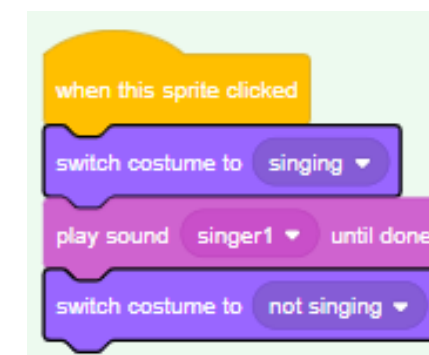 when this sprite clicked
switch costume to singing
play sound singer1 until done
switch costume to not singing